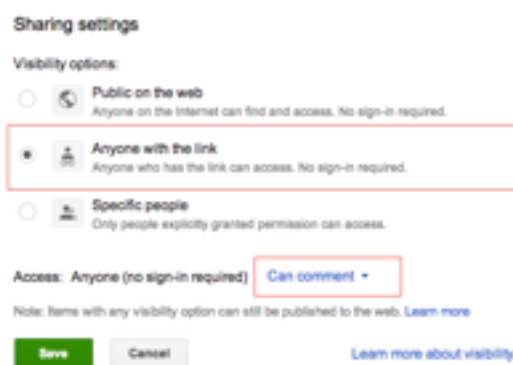 Sharing settings
Visibility options:
Public on the web
Anyone on the Internet can find and access. No sign-in required.
Anyone with the link
Anyone who has the link can access. No sign-in required.
Specific people
Only people explicitly granted permission can access.
Access: Anyone (no sign-in required) Can comment
Note: Items with any visibility option can still be published to the web. Learn more
Save Cancel Learn more about visibility